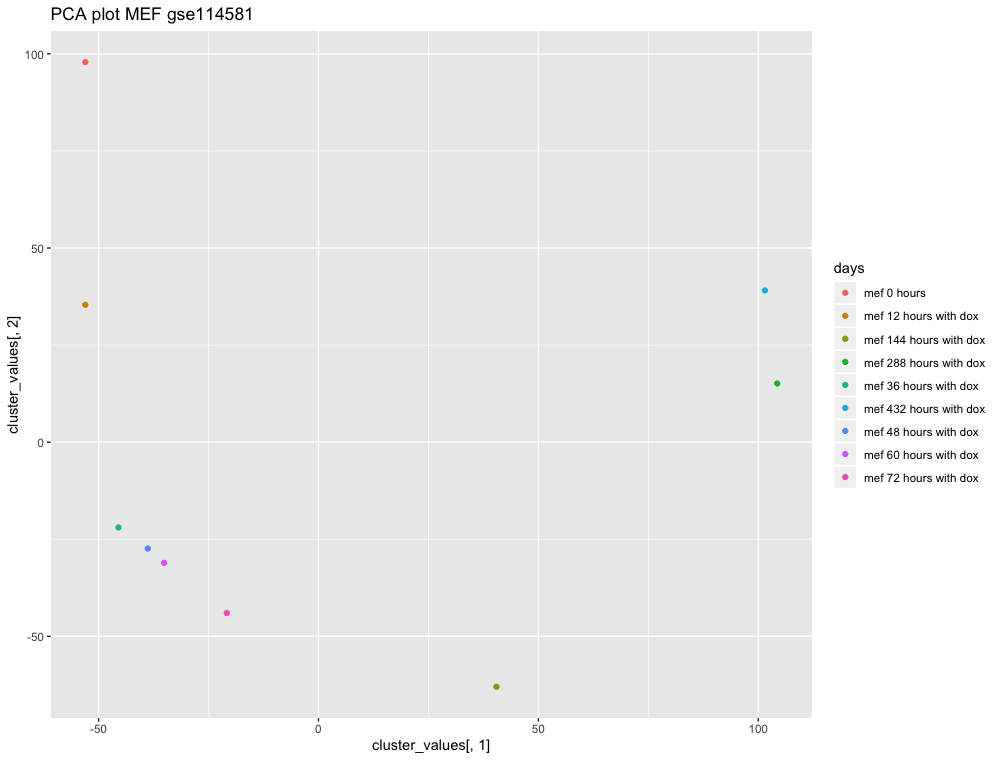 PCA plot MEF gse114581
100
50
0
-50
cluster_values[, 2]
-50
0
50
100
cluster_values[, 1]
days
mef 0 hours
mef 12 hours with dox
mef 144 hours with dox
mef 288 hours with dox
mef 36 hours with dox
mef 432 hours with dox
mef 48 hours with dox
mef 60 hours with dox
mef 72 hours with dox